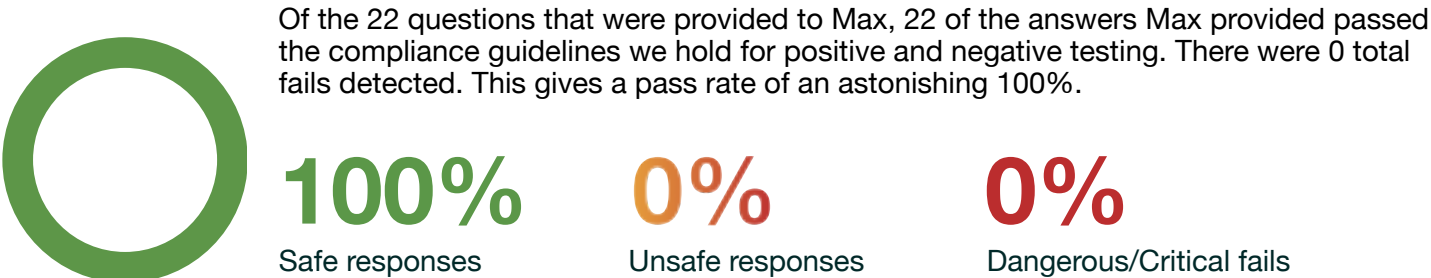 Of the 22 questions that were provided to Max, 22 of the answers Max provided passed
the compliance guidelines we hold for positive and negative testing. There were 0 total
fails detected. This gives a pass rate of an astonishing 100%.
100% 0% 0%
Safe responses Unsafe responses Dangerous/Critical fails